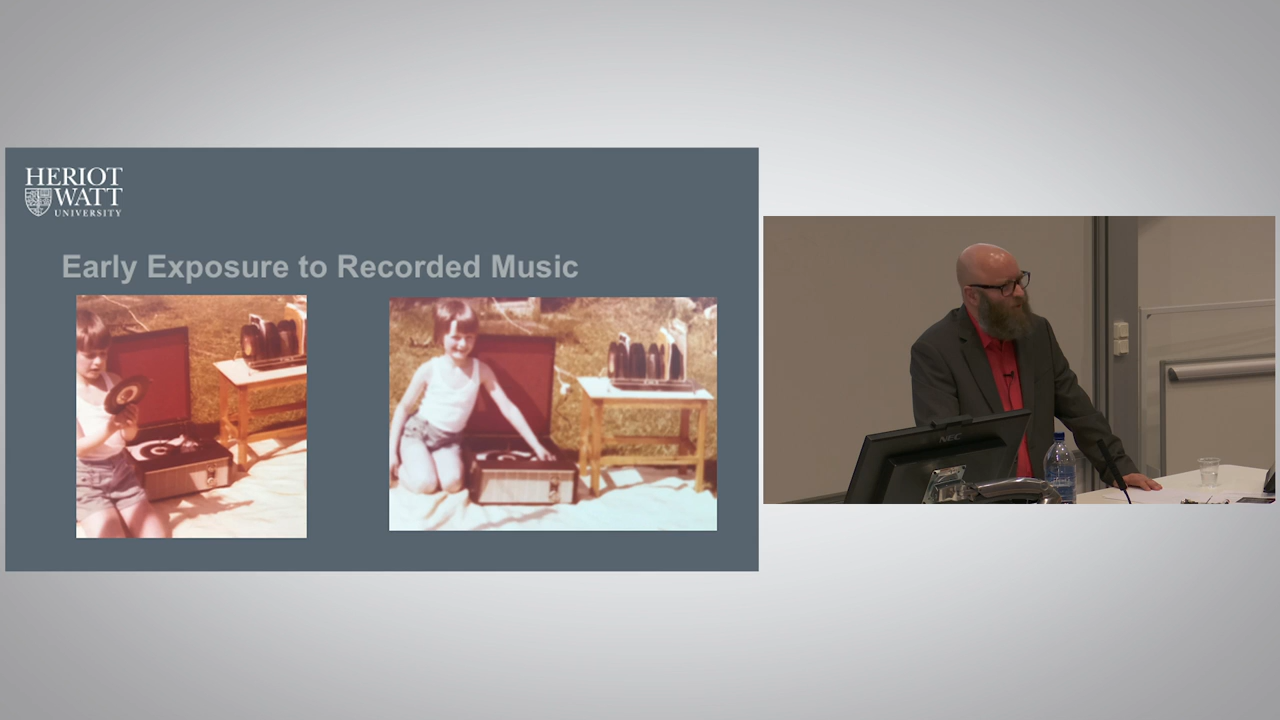 HERIOT
WATT
UNIVERSITY
Early Exposure to Recorded Music
NEC